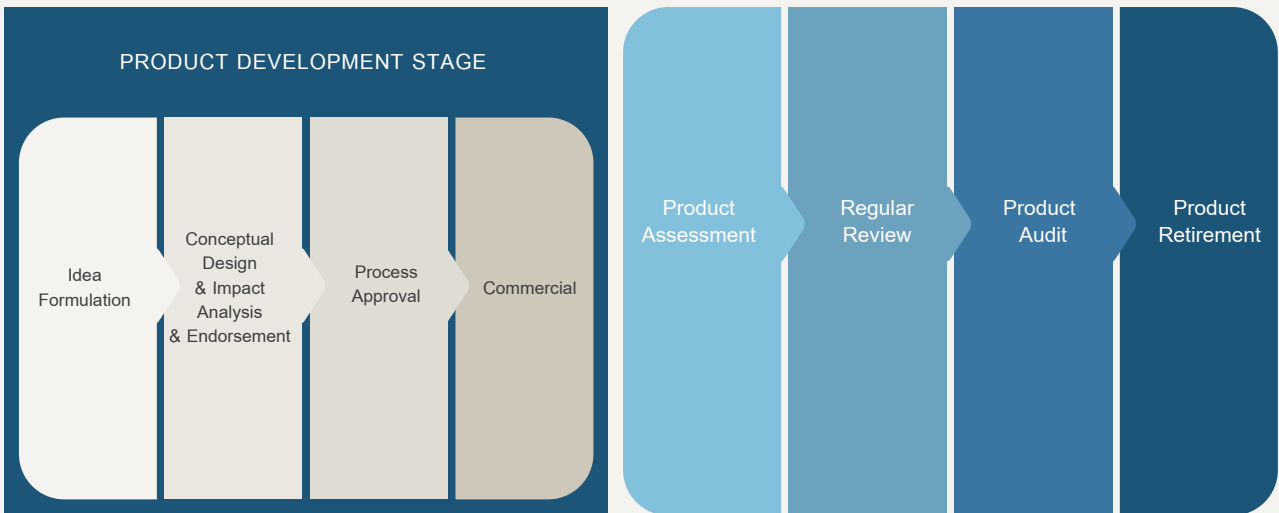 PRODUCT DEVELOPMENT STAGE
Idea
Formulation
Conceptual
Design
& Impact
Analysis
& Endorsement
Process
Approval
Commercial
Product
Assessment
Regular
Review
Product
Audit
Product
Retirement